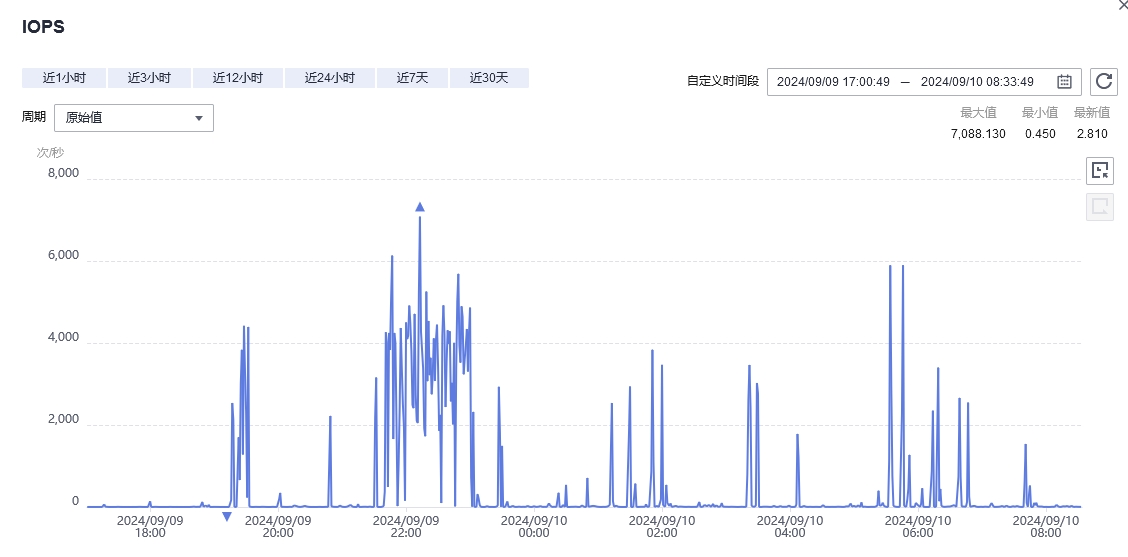 IOPS
近1小时 近3小时 近12小时 近24小时 近7天 近30天
自定义时间段 2024/09/09 17:00:49 — 2024/09/10 08:33:49
周期 原始值
最大值 最小值 最新值
7,088.130 0.450 2.810
次/秒
8,000
6,000
4,000
2,000
0
2024/09/09 2024/09/09 2024/09/09 2024/09/10 2024/09/10 2024/09/10 2024/09/10 2024/09/10
18:00 20:00 22:00 00:00 02:00 04:00 06:00 08:00